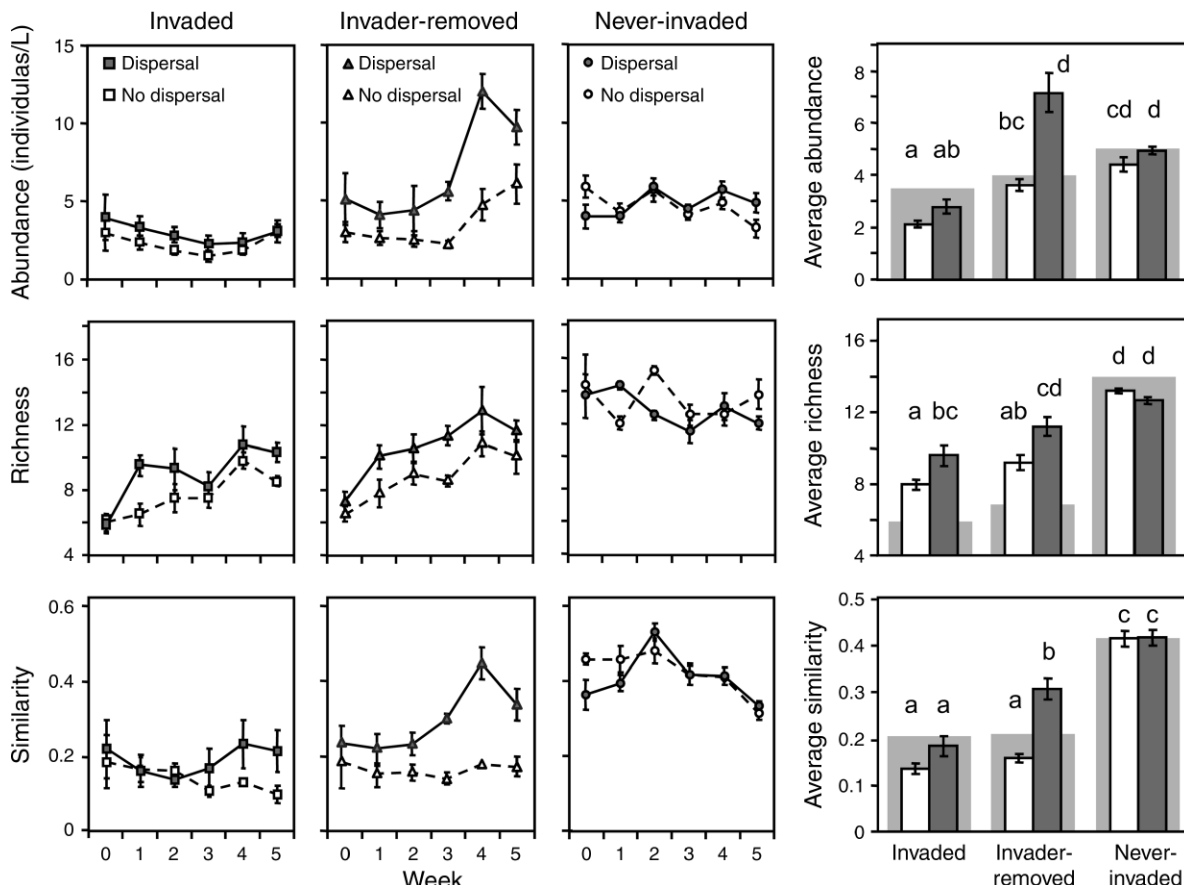 Invaded
Invader-removed
Never-invaded
Abundance (individulas/L)
15
10
5
0
Dispersal
No dispersal
Dispersal
No dispersal
Dispersal
No dispersal
Average abundance
8
6
4
2
0
a
ab
bc
d
cd
d
Richness
16
12
8
4
Average richness
16
12
8
4
a
bc
ab
cd
d
d
Similarity
0.6
0.4
0.2
0
0
1
2
3
4
5
0
1
2
3
4
5
0
1
2
3
4
5
Week
Average similarity
0.5
0.4
0.3
0.2
0.1
0
a
a
a
b
c
c
Invaded
Invader-
removed
Never-
invaded